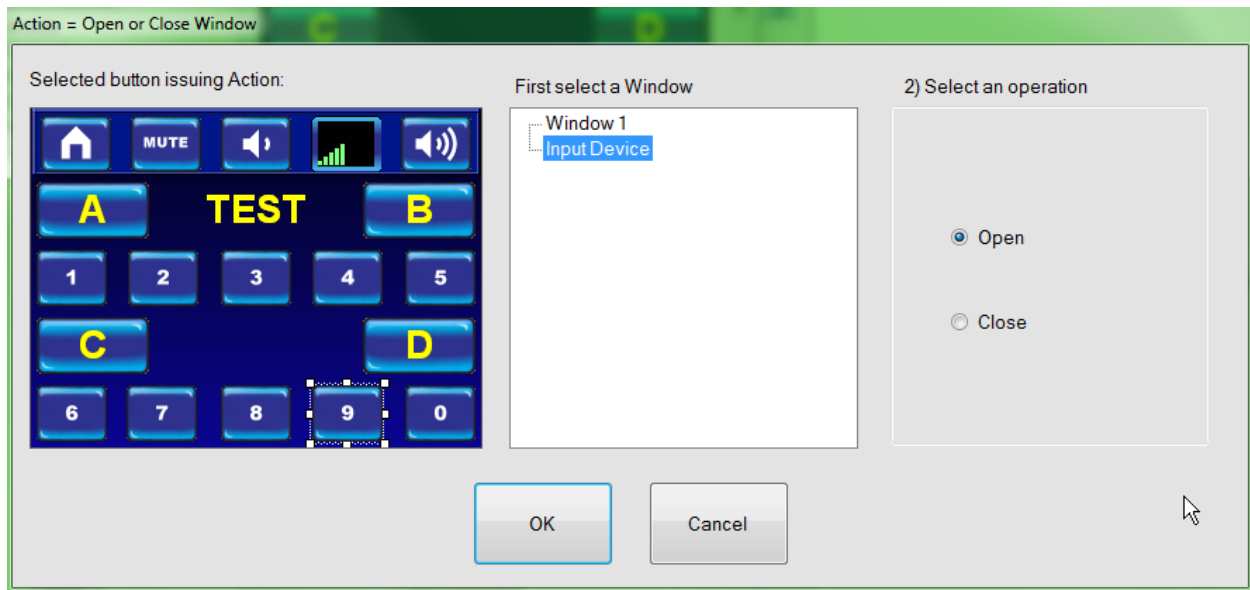 Action = Open or Close Window
C D
Selected button issuing Action:
First select a Window
2) Select an operation
MUTE
A TEST B
1 2 3 4 5
C D
6 7 8 9 0
Window 1
Input Device
Open
Close
OK Cancel